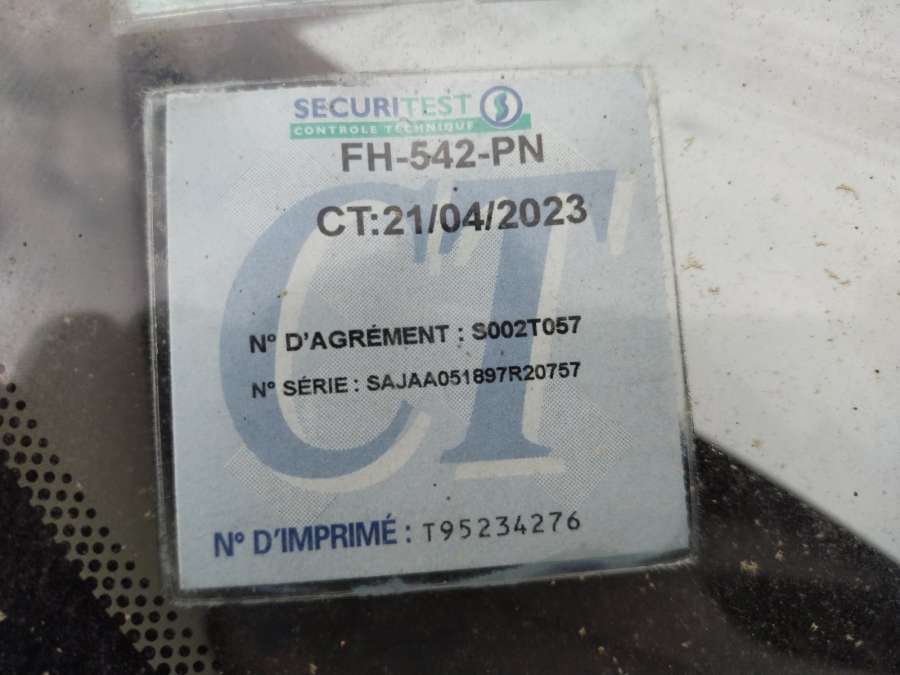 SECURITEST S
CONTROLE TECHNIQUE
FH-542-PN
CT:21/04/2023
CT
N° D'AGRÉMENT : S002T057
N° SÉRIE : SAJAA051897R20757
N° D'IMPRIMÉ : T95234276